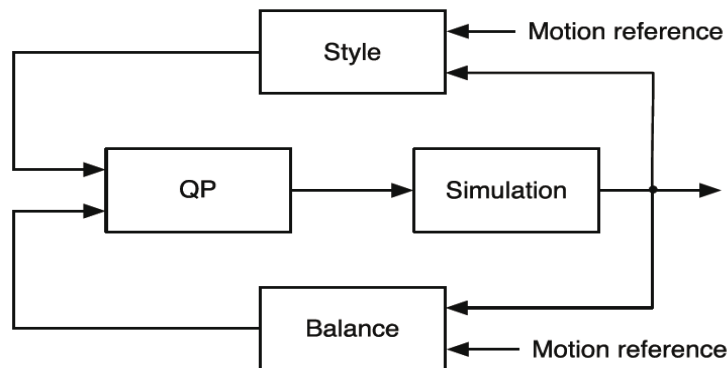 Motion reference
Style
QP
Simulation
Balance
Motion reference